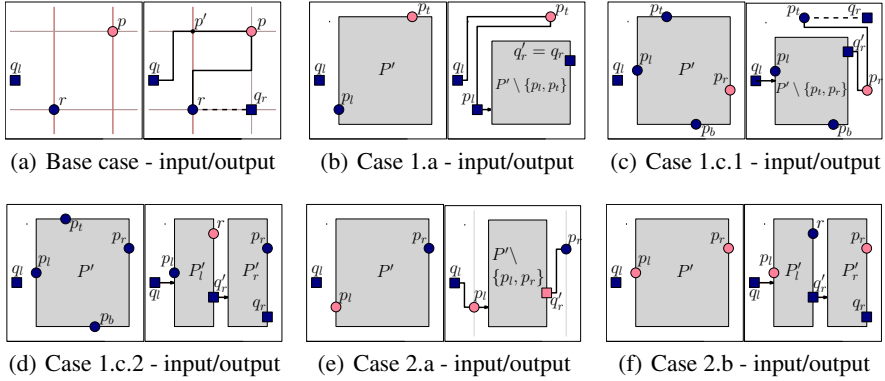 p′ p p_t p_t p_t q_r
q_l q_l P′ q_l q′_r = q_r q_l P′ q_l p_l q′_r
P′ \ {p_l, p_t} P′ \ {p_t, p_r} p_r
r r q_r p_l p_l p_b p_b
(a) Base case - input/output (b) Case 1.a - input/output (c) Case 1.c.1 - input/output
p_t r p_r p_r p_r p_r p_r p_r
q_l p_l P′ q_l p_l P′_l q′_r P′_r q_l P′ q_l P′\ q_l p_l P′ q_l p_l P′_l q′_r P′_r
p_b q_r p_l p_l {p_l, p_r} q′_r r q_r
(d) Case 1.c.2 - input/output (e) Case 2.a - input/output (f) Case 2.b - input/output